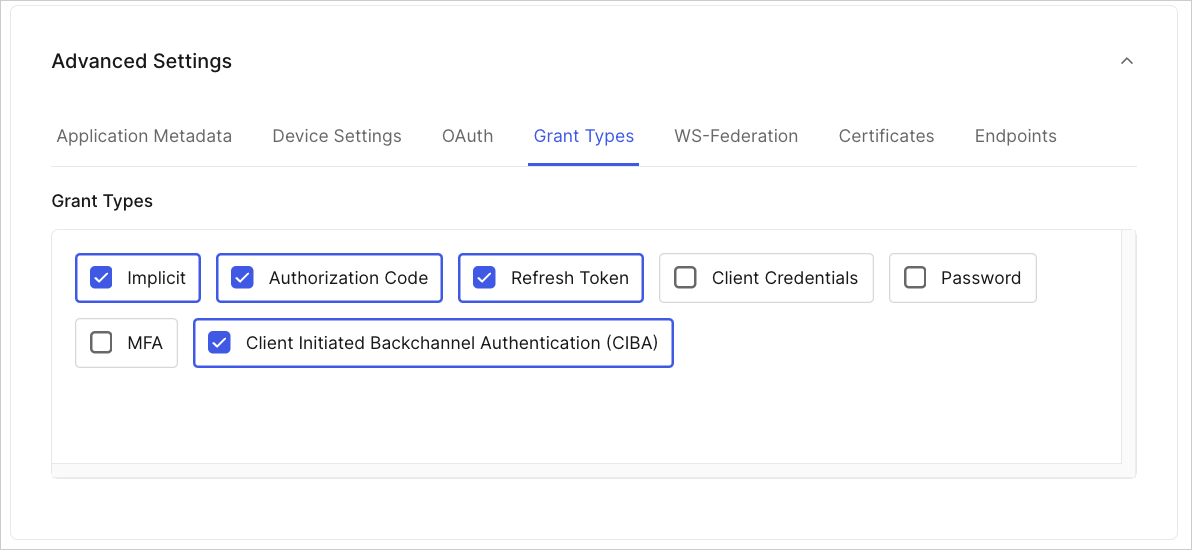 Advanced Settings
Application Metadata Device Settings OAuth Grant Types WS-Federation Certificates Endpoints
Grant Types
Implicit Authorization Code Refresh Token Client Credentials Password
MFA Client Initiated Backchannel Authentication (CIBA)